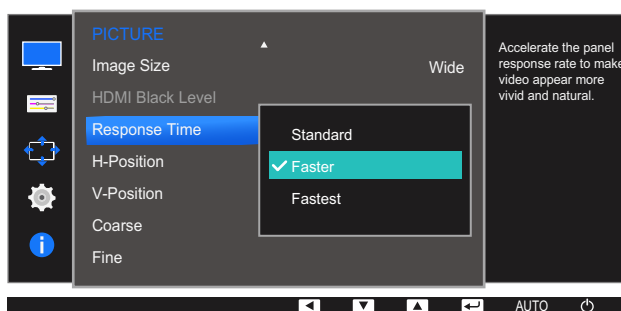 PICTURE
Image Size
Wide
HDMI Black Level
Response Time
H-Position
V-Position
Coarse
Fine
Standard
Faster
Fastest
Accelerate the panel
response rate to make
video appear more
vivid and natural.
AUTO